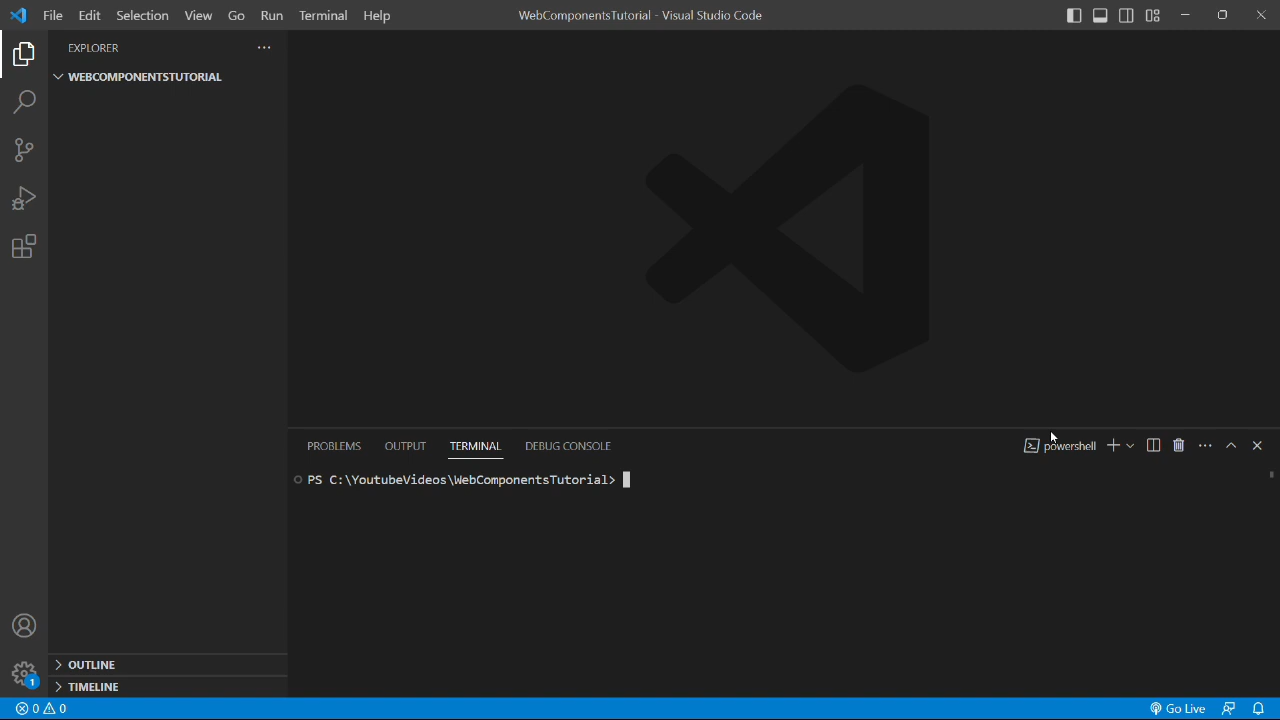 File Edit Selection View Go Run Terminal Help WebComponentsTutorial - Visual Studio Code
EXPLORER
WEBCOMPONENTSTUTORIAL
PROBLEMS OUTPUT TERMINAL DEBUG CONSOLE powershell
PS C:\YoutubeVideos\WebComponentsTutorial>
OUTLINE
1
TIMELINE
0 0 Go Live